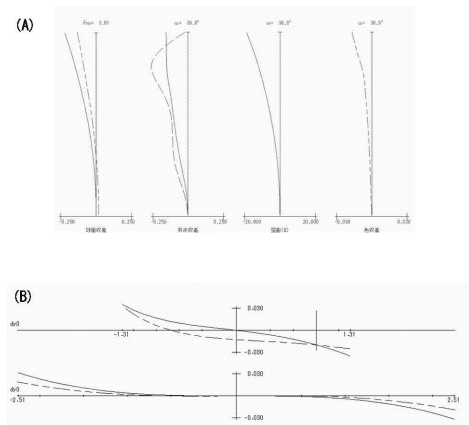 (A)
Fno= 2.51 ω= 36.0° ω= 36.0° ω= 36.0°
-0.250 0.250 -0.250 0.250 -20.000 20.000 -0.030 0.030
球面収差 非点収差 歪曲(%) 色収差
(B)
dy0 -1.31 1.31 0.030 -0.030
dy0 -2.51 2.51 0.030 -0.030